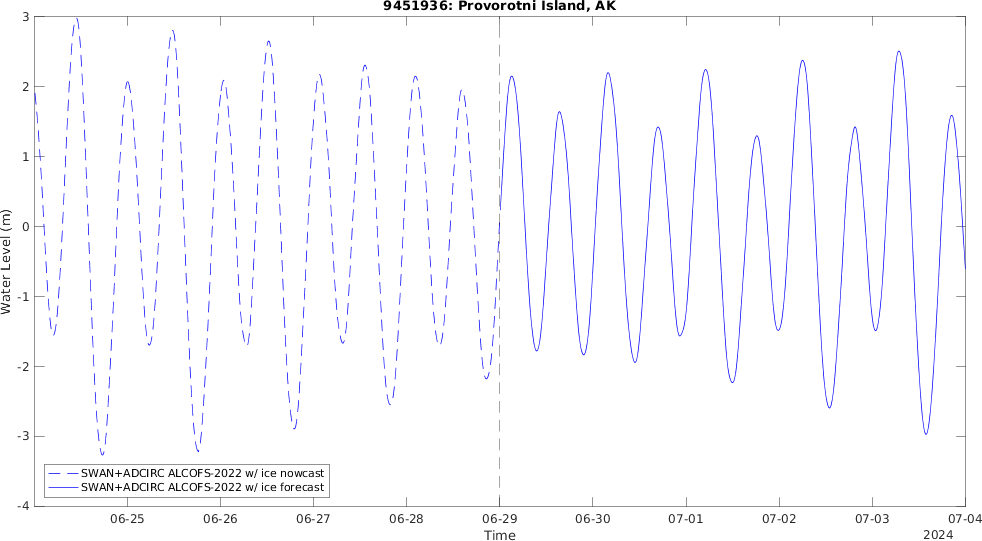 9451936: Provorotni Island, AK
3
2
1
0
-1
-2
-3
-4
Water Level (m)
SWAN+ADCIRC ALCOFS-2022 w/ ice nowcast
SWAN+ADCIRC ALCOFS-2022 w/ ice forecast
06-25 06-26 06-27 06-28 06-29 06-30 07-01 07-02 07-03 07-04
Time
2024